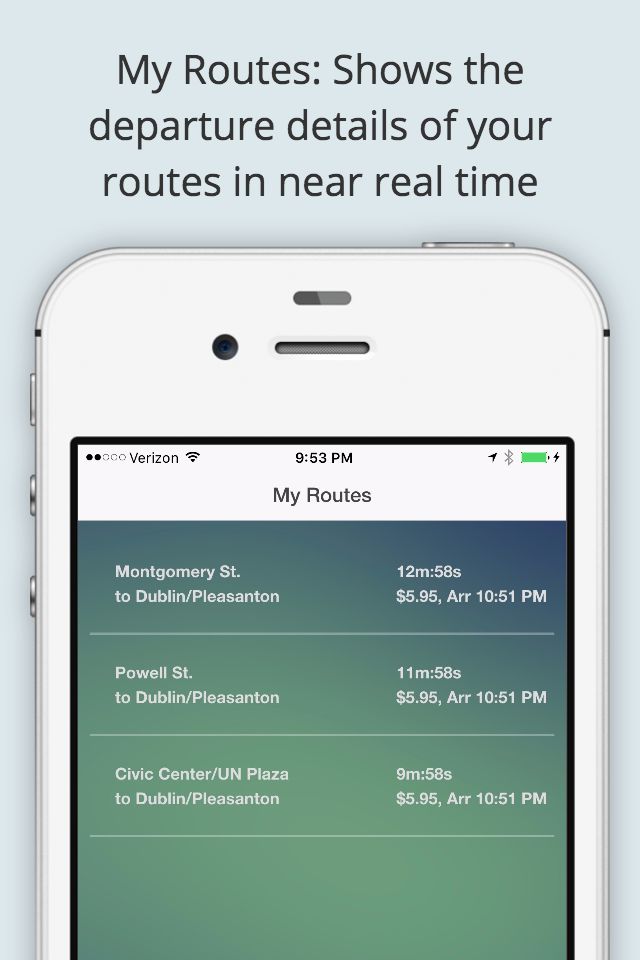 My Routes: Shows the
departure details of your
routes in near real time
Verizon 9:53 PM
My Routes
Montgomery St. 12m:58s
to Dublin/Pleasanton $5.95, Arr 10:51 PM
Powell St. 11m:58s
to Dublin/Pleasanton $5.95, Arr 10:51 PM
Civic Center/UN Plaza 9m:58s
to Dublin/Pleasanton $5.95, Arr 10:51 PM